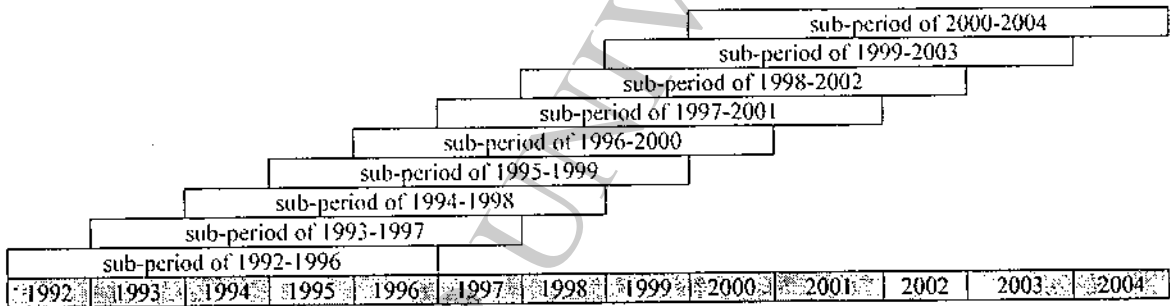 sub-period of 2000-2004
sub-period of 1999-2003
sub-period of 1998-2002
sub-period of 1997-2001
sub-period of 1996-2000
sub-period of 1995-1999
sub-period of 1994-1998
sub-period of 1993-1997
sub-period of 1992-1996
1992 1993 1994 1995 1996 1997 1998 1999 2000 2001 2002 2003 2004
UNIV